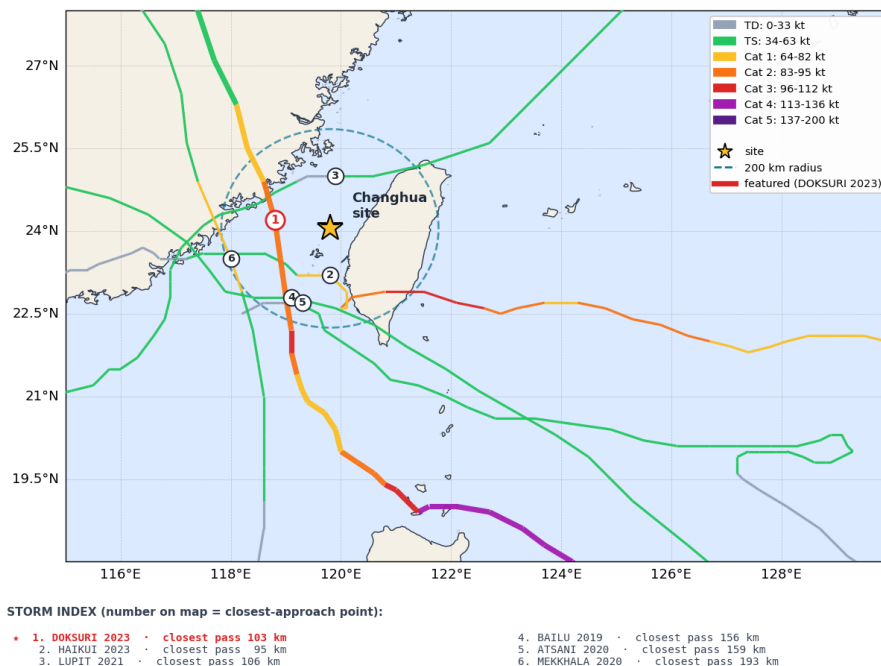 27°N
25.5°N
24°N
22.5°N
21°N
19.5°N
116°E
118°E
120°E
122°E
124°E
126°E
128°E
TD: 0-33 kt
TS: 34-63 kt
Cat 1: 64-82 kt
Cat 2: 83-95 kt
Cat 3: 96-112 kt
Cat 4: 113-136 kt
Cat 5: 137-200 kt
site
200 km radius
featured (DOKSURI 2023)
Changhua
site
3
1
6
2
4
5
STORM INDEX (number on map = closest-approach point):
★ 1. DOKSURI 2023 · closest pass 103 km
2. HAIKUI 2023 · closest pass 95 km
3. LUPIT 2021 · closest pass 106 km
4. BAILU 2019 · closest pass 156 km
5. ATSANI 2020 · closest pass 159 km
6. MEKKHALA 2020 · closest pass 193 km